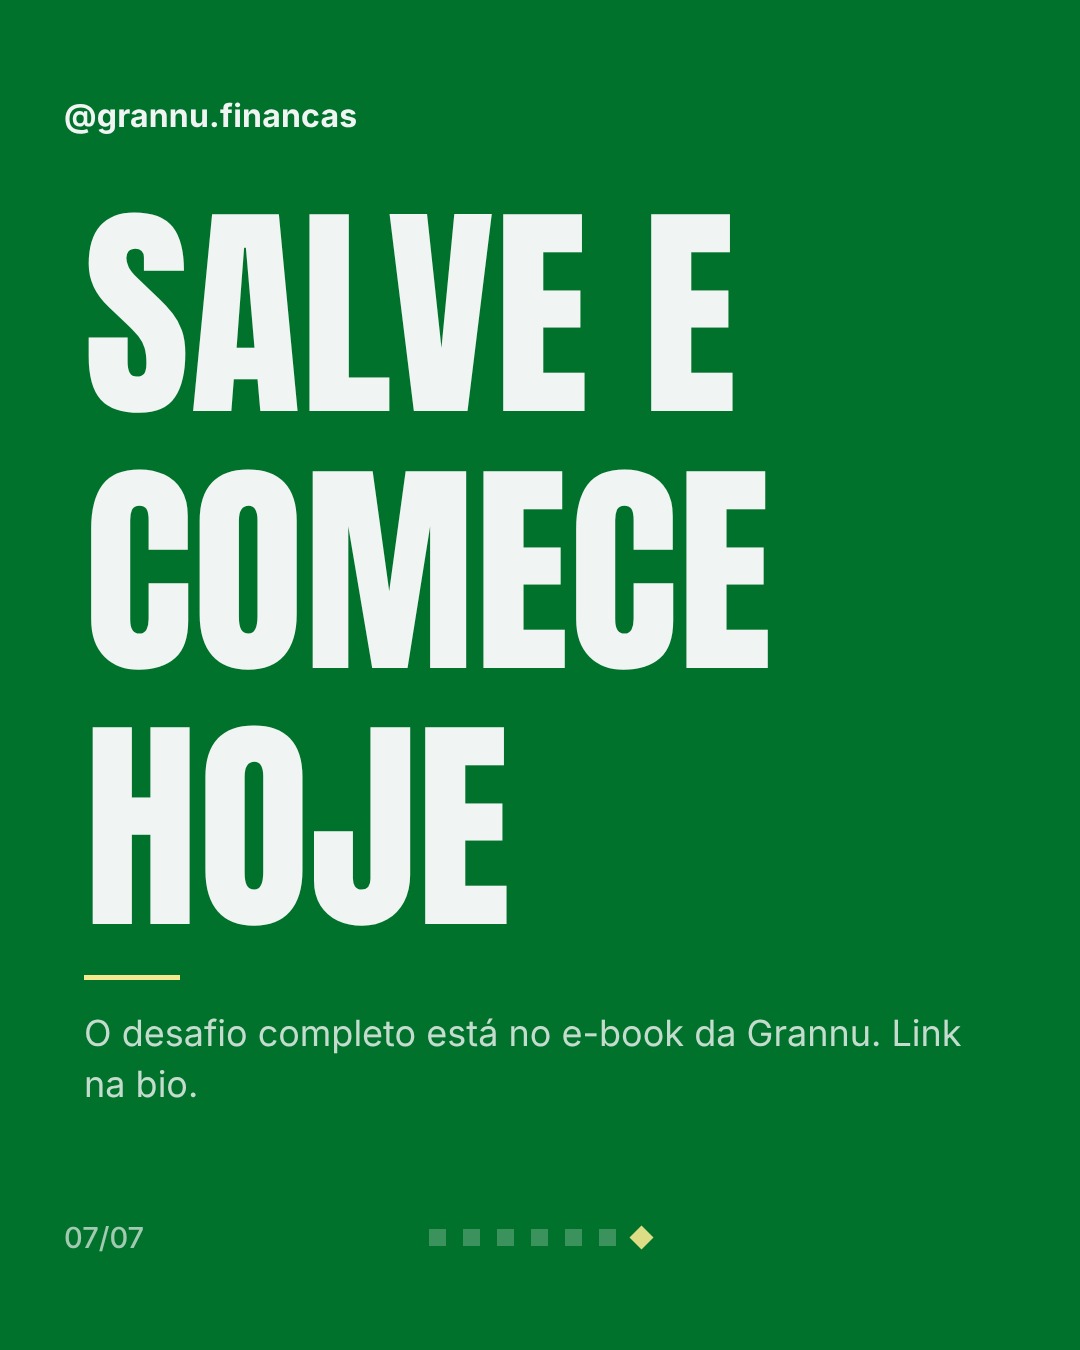 @grannu.financas
SALVE E
COMECE
HOJE
O desafio completo está no e-book da Grannu. Link
na bio.
07/07